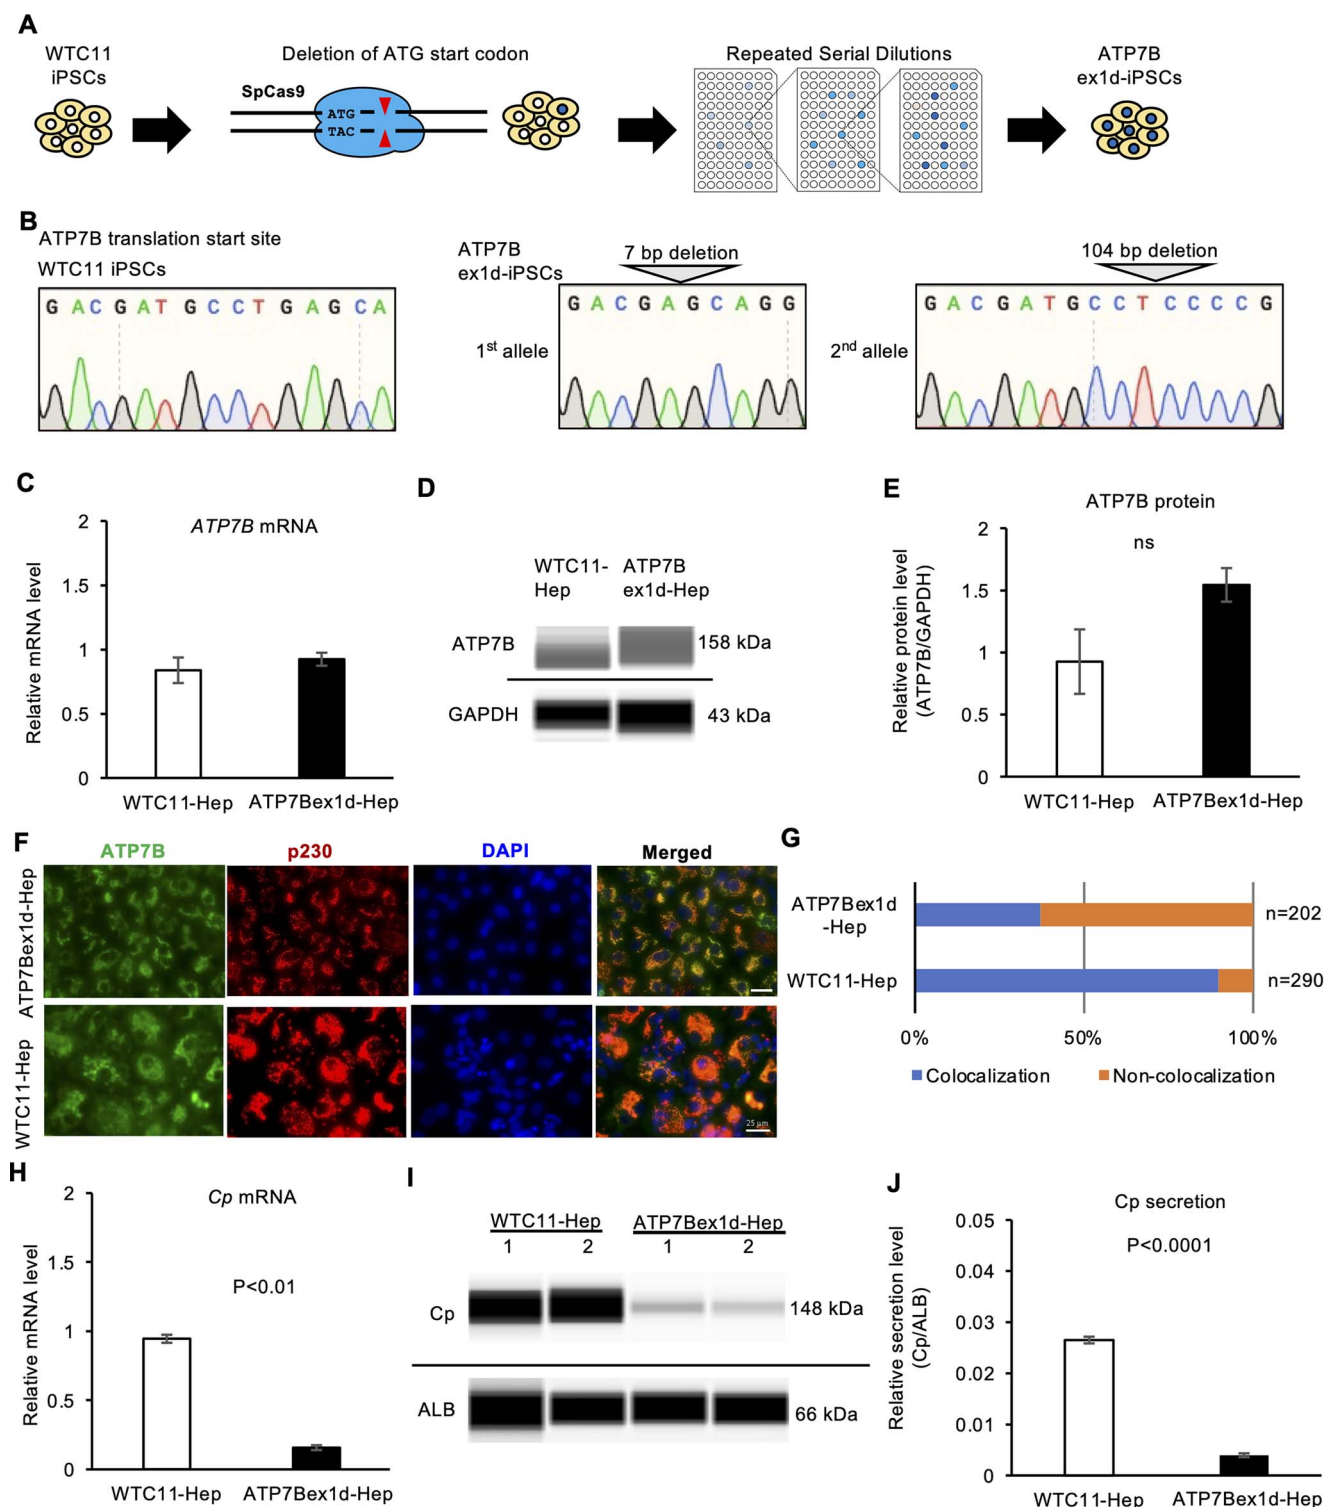 A
WTC11
iPSCs
Deletion of ATG start codon
Repeated Serial Dilutions
ATP7B
ex1d-iPSCs
SpCas9
ATG
TAC
B
ATP7B translation start site
WTC11 iPSCs
G A C G A T G C C T G A G C A
ATP7B
ex1d-iPSCs
7 bp deletion
1st allele
G A C G A G C A G G
104 bp deletion
2nd allele
G A C G A T G C C T C C C C G
C
ATP7B mRNA
Relative mRNA level
2
1.5
1
0.5
0
WTC11-Hep
ATP7Bex1d-Hep
D
WTC11-
Hep
ATP7B
ex1d-Hep
ATP7B
158 kDa
GAPDH
43 kDa
E
ATP7B protein
ns
Relative protein level
(ATP7B/GAPDH)
2
1.5
1
0.5
0
WTC11-Hep
ATP7Bex1d-Hep
F
ATP7B
p230
DAPI
Merged
ATP7Bex1d-Hep
WTC11-Hep
25 µm
G
ATP7Bex1d
-Hep
n=202
WTC11-Hep
n=290
0%
50%
100%
Colocalization
Non-colocalization
H
Cp mRNA
P<0.01
Relative mRNA level
2
1.5
1
0.5
0
WTC11-Hep
ATP7Bex1d-Hep
I
WTC11-Hep
ATP7Bex1d-Hep
1
2
1
2
Cp
148 kDa
ALB
66 kDa
J
Cp secretion
P<0.0001
Relative secretion level
(Cp/ALB)
0.05
0.04
0.03
0.02
0.01
0
WTC11-Hep
ATP7Bex1d-Hep